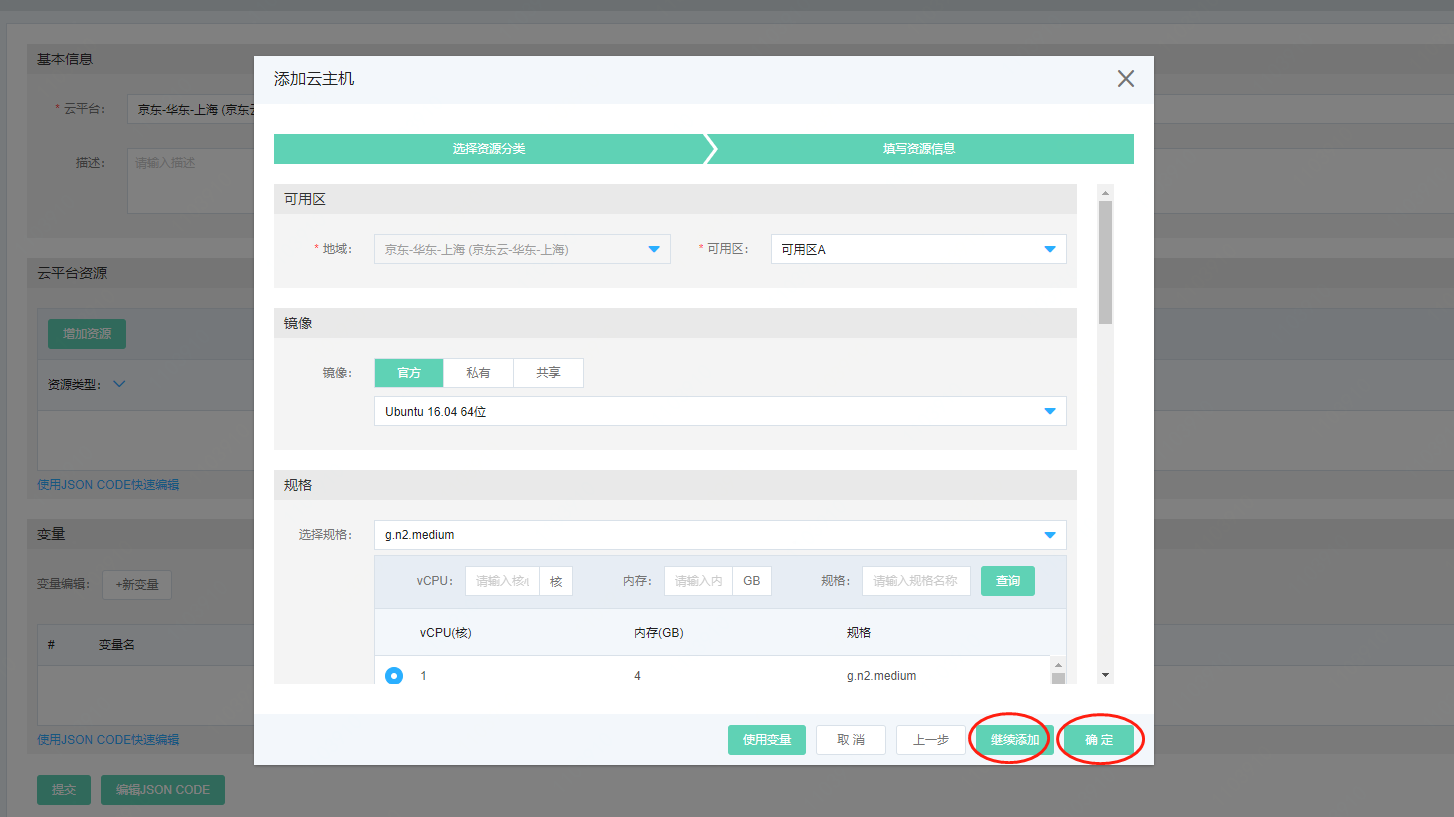 基本信息
添加云主机
* 云平台： 京东-华东-上海 (京东云
选择资源分类 填写资源信息
描述： 请输入描述
可用区
* 地域： 京东-华东-上海 (京东云-华东-上海) * 可用区： 可用区A
云平台资源
镜像
增加资源
镜像： 官方 私有 共享
资源类型：
Ubuntu 16.04 64位
使用JSON CODE快速编辑
规格
变量
选择规格： g.n2.medium
变量编辑： +新变量
vCPU： 请输入核 核 内存： 请输入内 GB 规格： 请输入规格名称 查询
# 变量名
vCPU(核) 内存(GB) 规格
1 4 g.n2.medium
使用JSON CODE快速编辑
使用变量 取 消 上一步 继续添加 确 定
提交 编辑JSON CODE